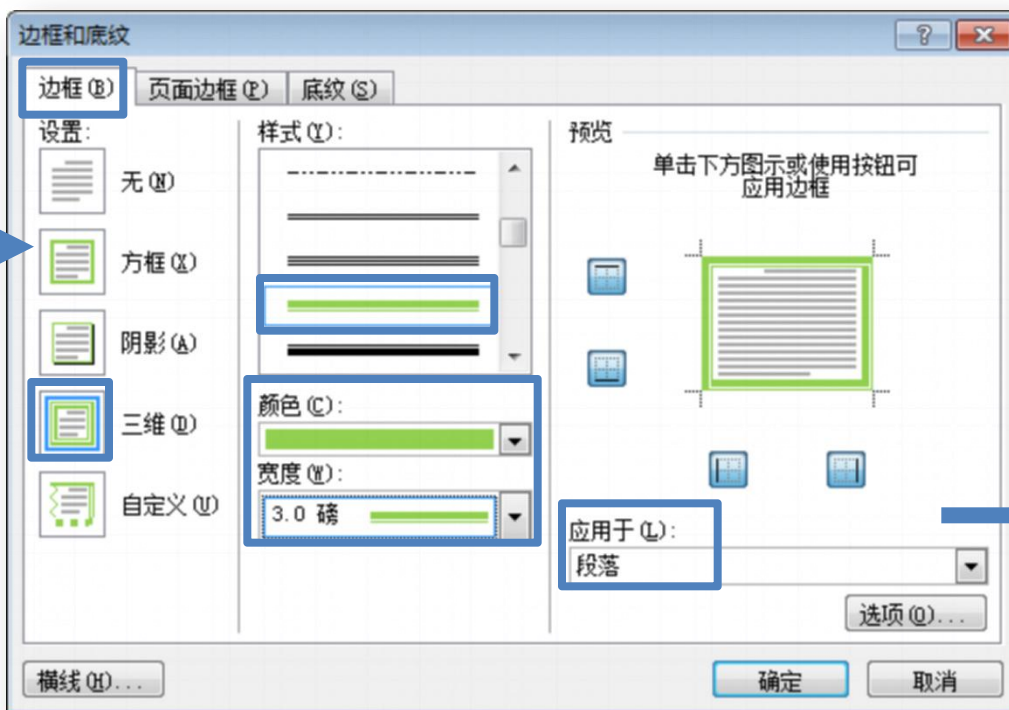 边框和底纹
边框(B) 页面边框(P) 底纹(S)
设置:
无(N)
方框(X)
阴影(A)
三维(D)
自定义(U)
样式(Y):
颜色(C):
宽度(W):
3.0 磅
预览
单击下方图示或使用按钮可
应用边框
应用于(L):
段落
选项(O)...
横线(H)...
确定
取消